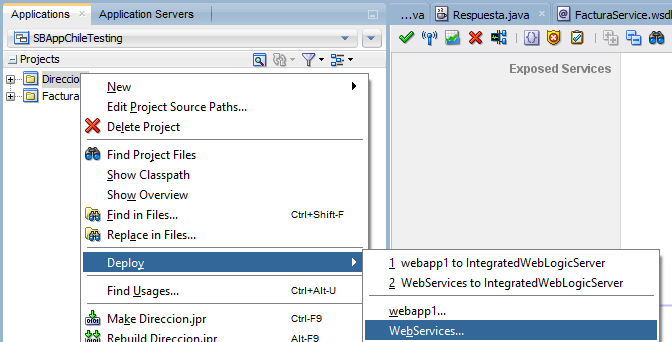 Applications
Application Servers
SBAppChileTesting
Projects
Direccion
Factura
New
Edit Project Source Paths...
Delete Project
Find Project Files
Show Classpath
Show Overview
Find in Files... Ctrl+Shift-F
Replace in Files...
Deploy
Find Usages... Ctrl+Alt-U
Make Direccion.jpr Ctrl-F9
Rebuild Direccion.jpr Alt-F9
1 webapp1 to IntegratedWebLogicServer
2 WebServices to IntegratedWebLogicServer
webapp1...
WebServices...
...va
Respuesta.java
FacturaService.wsdl
Exposed Services